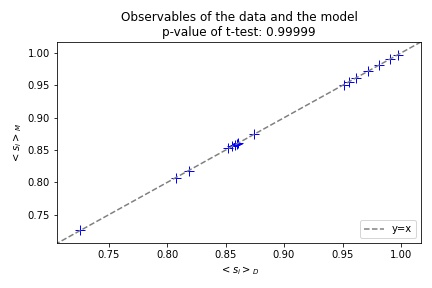 Observables of the data and the model
p-value of t-test: 0.99999
1.00
0.95
0.90
0.85
0.80
0.75
< s_i >_M
y=x
0.75 0.80 0.85 0.90 0.95 1.00
< s_i >_D